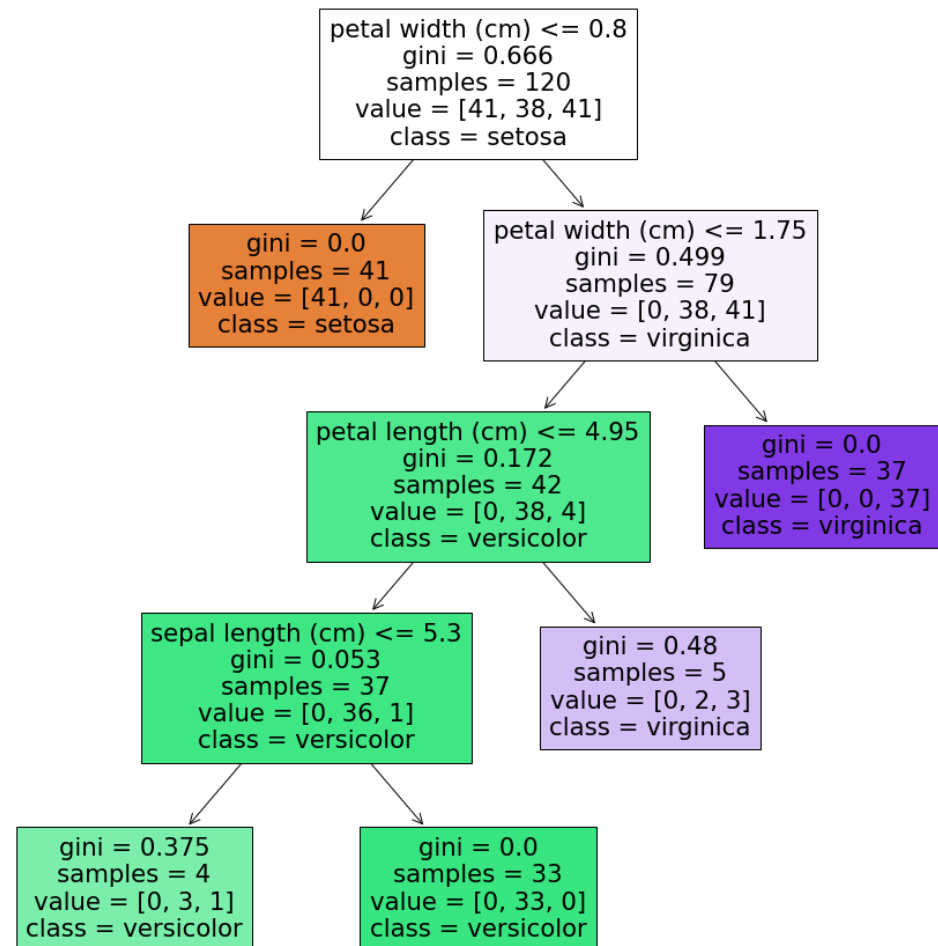 petal width (cm) <= 0.8
gini = 0.666
samples = 120
value = [41, 38, 41]
class = setosa
gini = 0.0
samples = 41
value = [41, 0, 0]
class = setosa
petal width (cm) <= 1.75
gini = 0.499
samples = 79
value = [0, 38, 41]
class = virginica
petal length (cm) <= 4.95
gini = 0.172
samples = 42
value = [0, 38, 4]
class = versicolor
gini = 0.0
samples = 37
value = [0, 0, 37]
class = virginica
sepal length (cm) <= 5.3
gini = 0.053
samples = 37
value = [0, 36, 1]
class = versicolor
gini = 0.48
samples = 5
value = [0, 2, 3]
class = virginica
gini = 0.375
samples = 4
value = [0, 3, 1]
class = versicolor
gini = 0.0
samples = 33
value = [0, 33, 0]
class = versicolor